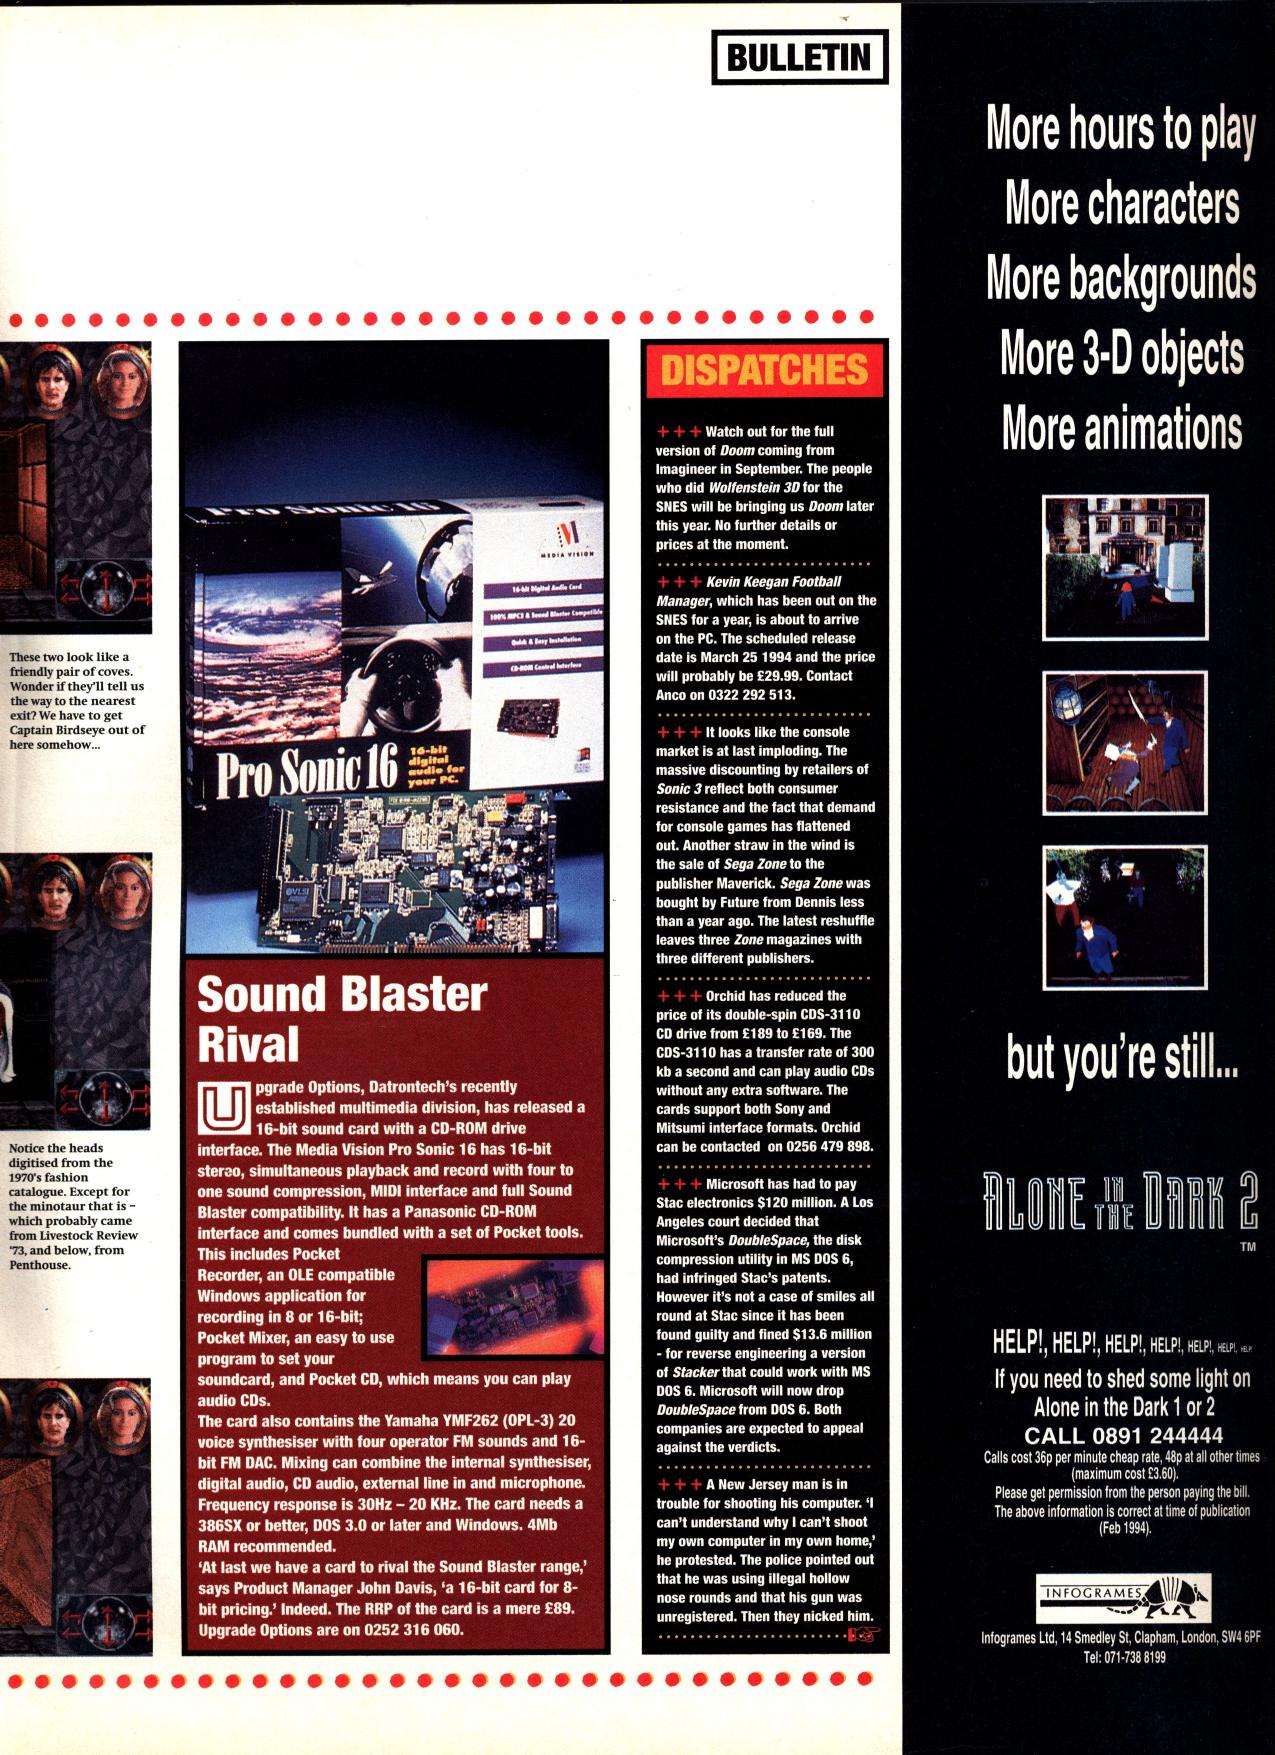 BULLETIN
These two look like a
friendly pair of coves.
Wonder if they'll tell us
the way to the nearest
exit? We have to get
Captain Birdseye out of
here somehow...
Notice the heads
digitised from the
1970's fashion
catalogue. Except for
the minotaur that is –
which probably came
from Livestock Review
'73, and below, from
Penthouse.
Pro Sonic 16
MEDIA VISION
16-bit Digital Audio Card
100% MPC2 & Sound Blaster Compatible
Quick & Easy Installation
CD-ROM Control Interface
Pro Sonic 16
16-bit
digital
audio for
your PC.
VLSI
Sound Blaster
Rival
Upgrade Options, Datrontech's recently
established multimedia division, has released a
16-bit sound card with a CD-ROM drive
interface. The Media Vision Pro Sonic 16 has 16-bit
stereo, simultaneous playback and record with four to
one sound compression, MIDI interface and full Sound
Blaster compatibility. It has a Panasonic CD-ROM
interface and comes bundled with a set of Pocket tools.
This includes Pocket
Recorder, an OLE compatible
Windows application for
recording in 8 or 16-bit;
Pocket Mixer, an easy to use
program to set your
soundcard, and Pocket CD, which means you can play
audio CDs.
The card also contains the Yamaha YMF262 (OPL-3) 20
voice synthesiser with four operator FM sounds and 16-
bit FM DAC. Mixing can combine the internal synthesiser,
digital audio, CD audio, external line in and microphone.
Frequency response is 30Hz – 20 KHz. The card needs a
386SX or better, DOS 3.0 or later and Windows. 4Mb
RAM recommended.
'At last we have a card to rival the Sound Blaster range,'
says Product Manager John Davis, 'a 16-bit card for 8-
bit pricing.' Indeed. The RRP of the card is a mere £89.
Upgrade Options are on 0252 316 060.
DISPATCHES
+++ Watch out for the full
version of Doom coming from
Imagineer in September. The people
who did Wolfenstein 3D for the
SNES will be bringing us Doom later
this year. No further details or
prices at the moment.
+++ Kevin Keegan Football
Manager, which has been out on the
SNES for a year, is about to arrive
on the PC. The scheduled release
date is March 25 1994 and the price
will probably be £29.99. Contact
Anco on 0322 292 513.
+++ It looks like the console
market is at last imploding. The
massive discounting by retailers of
Sonic 3 reflect both consumer
resistance and the fact that demand
for console games has flattened
out. Another straw in the wind is
the sale of Sega Zone to the
publisher Maverick. Sega Zone was
bought by Future from Dennis less
than a year ago. The latest reshuffle
leaves three Zone magazines with
three different publishers.
+++ Orchid has reduced the
price of its double-spin CDS-3110
CD drive from £189 to £169. The
CDS-3110 has a transfer rate of 300
kb a second and can play audio CDs
without any extra software. The
cards support both Sony and
Mitsumi interface formats. Orchid
can be contacted on 0256 479 898.
+++ Microsoft has had to pay
Stac electronics $120 million. A Los
Angeles court decided that
Microsoft's DoubleSpace, the disk
compression utility in MS DOS 6,
had infringed Stac's patents.
However it's not a case of smiles all
round at Stac since it has been
found guilty and fined $13.6 million
- for reverse engineering a version
of Stacker that could work with MS
DOS 6. Microsoft will now drop
DoubleSpace from DOS 6. Both
companies are expected to appeal
against the verdicts.
+++ A New Jersey man is in
trouble for shooting his computer. 'I
can't understand why I can't shoot
my own computer in my own home,'
he protested. The police pointed out
that he was using illegal hollow
nose rounds and that his gun was
unregistered. Then they nicked him.
More hours to play
More characters
More backgrounds
More 3-D objects
More animations
but you're still...
ALONE IN THE DARK 2
TM
HELP!, HELP!, HELP!, HELP!, HELP!, HELP!, HELP!
If you need to shed some light on
Alone in the Dark 1 or 2
CALL 0891 244444
Calls cost 36p per minute cheap rate, 48p at all other times
(maximum cost £3.60).
Please get permission from the person paying the bill.
The above information is correct at time of publication
(Feb 1994).
INFOGRAMES
Infogrames Ltd, 14 Smedley St, Clapham, London, SW4 6PF
Tel: 071-738 8199